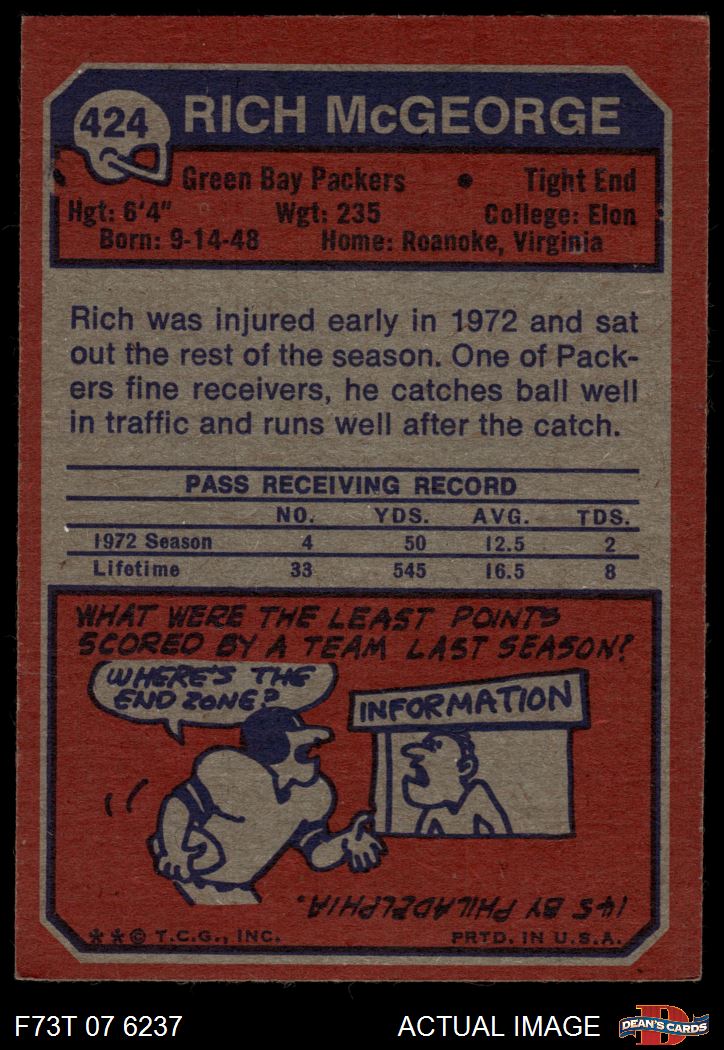 424
RICH McGEORGE
Green Bay Packers • Tight End
Hgt: 6'4" Wgt: 235 College: Elon
Born: 9-14-48 Home: Roanoke, Virginia
Rich was injured early in 1972 and sat
out the rest of the season. One of Pack-
ers fine receivers, he catches ball well
in traffic and runs well after the catch.
PASS RECEIVING RECORD
NO. YDS. AVG. TDS.
1972 Season 4 50 12.5 2
Lifetime 33 545 16.5 8
WHAT WERE THE LEAST POINTS
SCORED BY A TEAM LAST SEASON?
WHERE'S THE
END ZONE?
INFORMATION
145 BY PHILADELPHIA.
**© T.C.G., INC. PRTD. IN U.S.A.
F73T 07 6237 ACTUAL IMAGE
D
DEAN'S CARDS